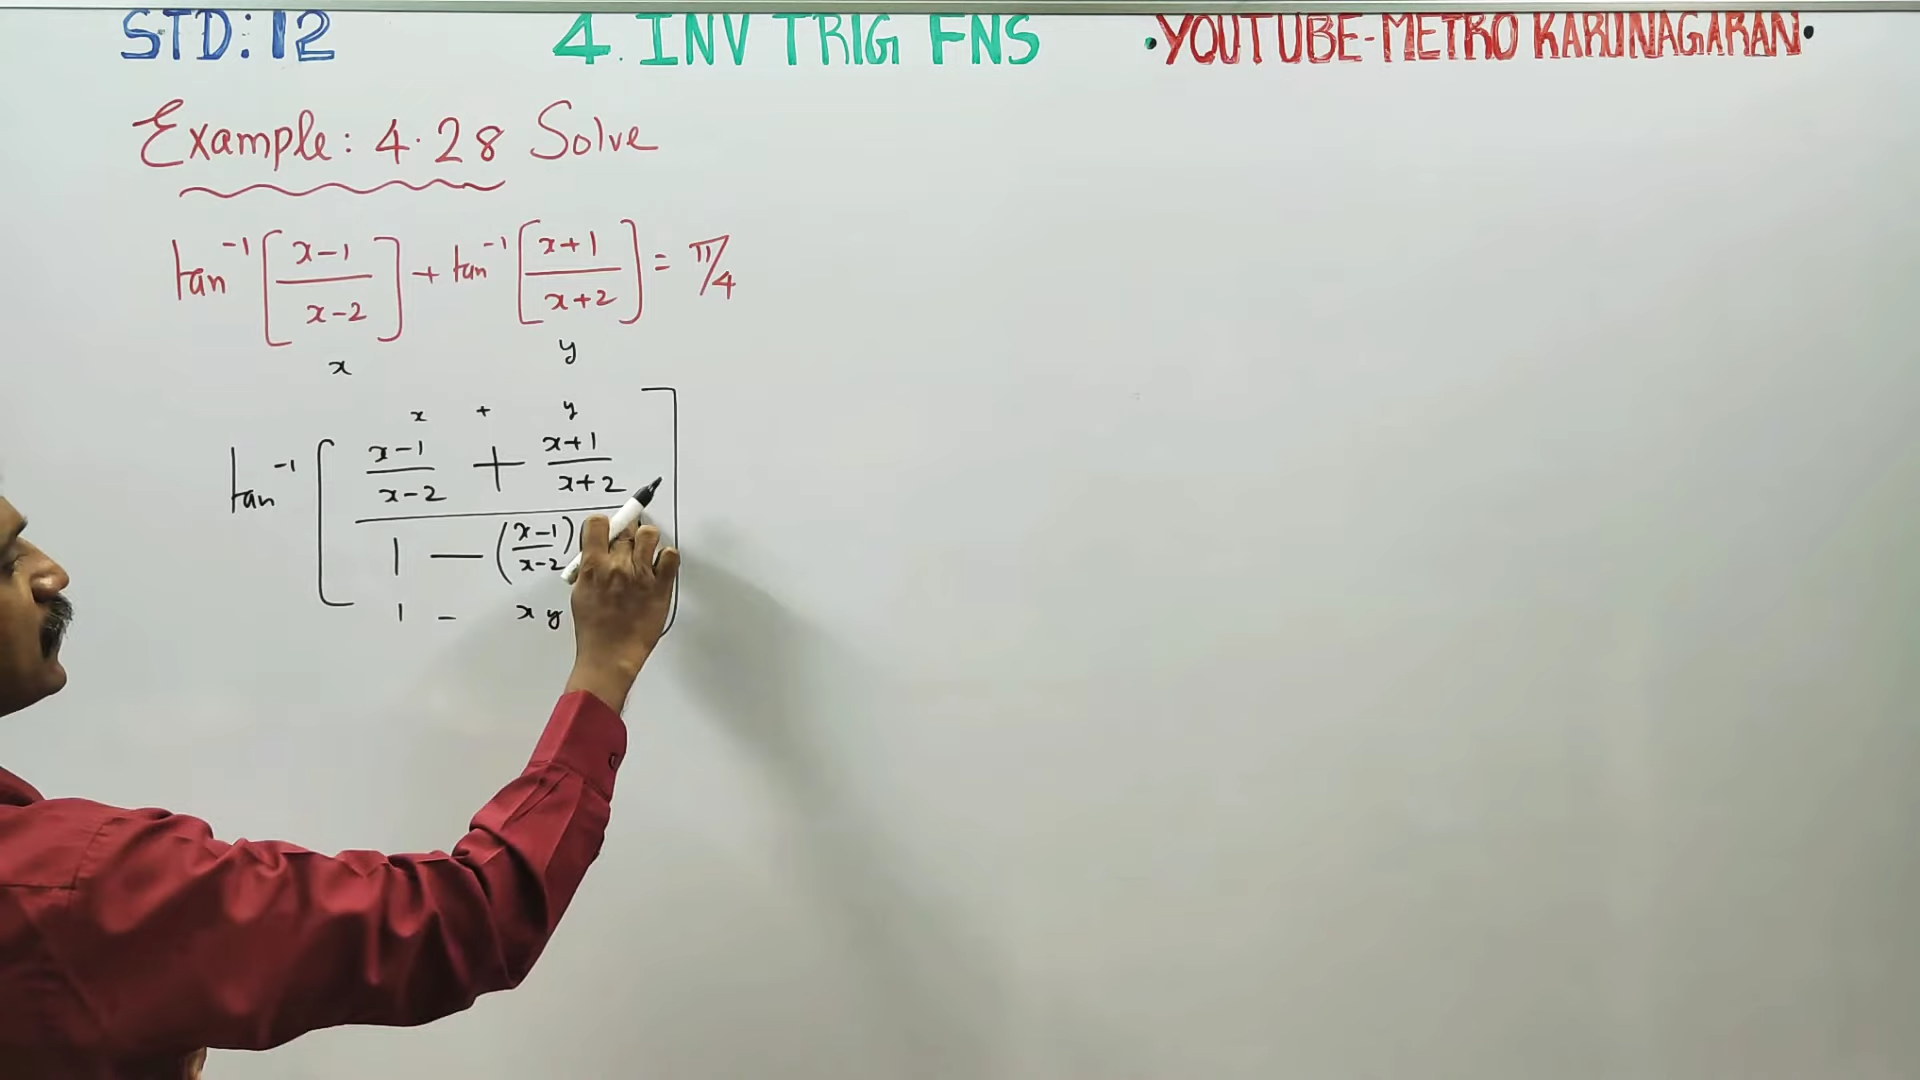 STD: 12 4. INV TRIG FNS •YOUTUBE-METRO KARUNAGARAN•
Example: 4.28 Solve
tan⁻¹[(x-1)/(x-2)] + tan⁻¹[(x+1)/(x+2)] = π/4
x y
x + y
tan⁻¹[((x-1)/(x-2) + (x+1)/(x+2))/(1 - ((x-1)/(x-2))(
1 - xy